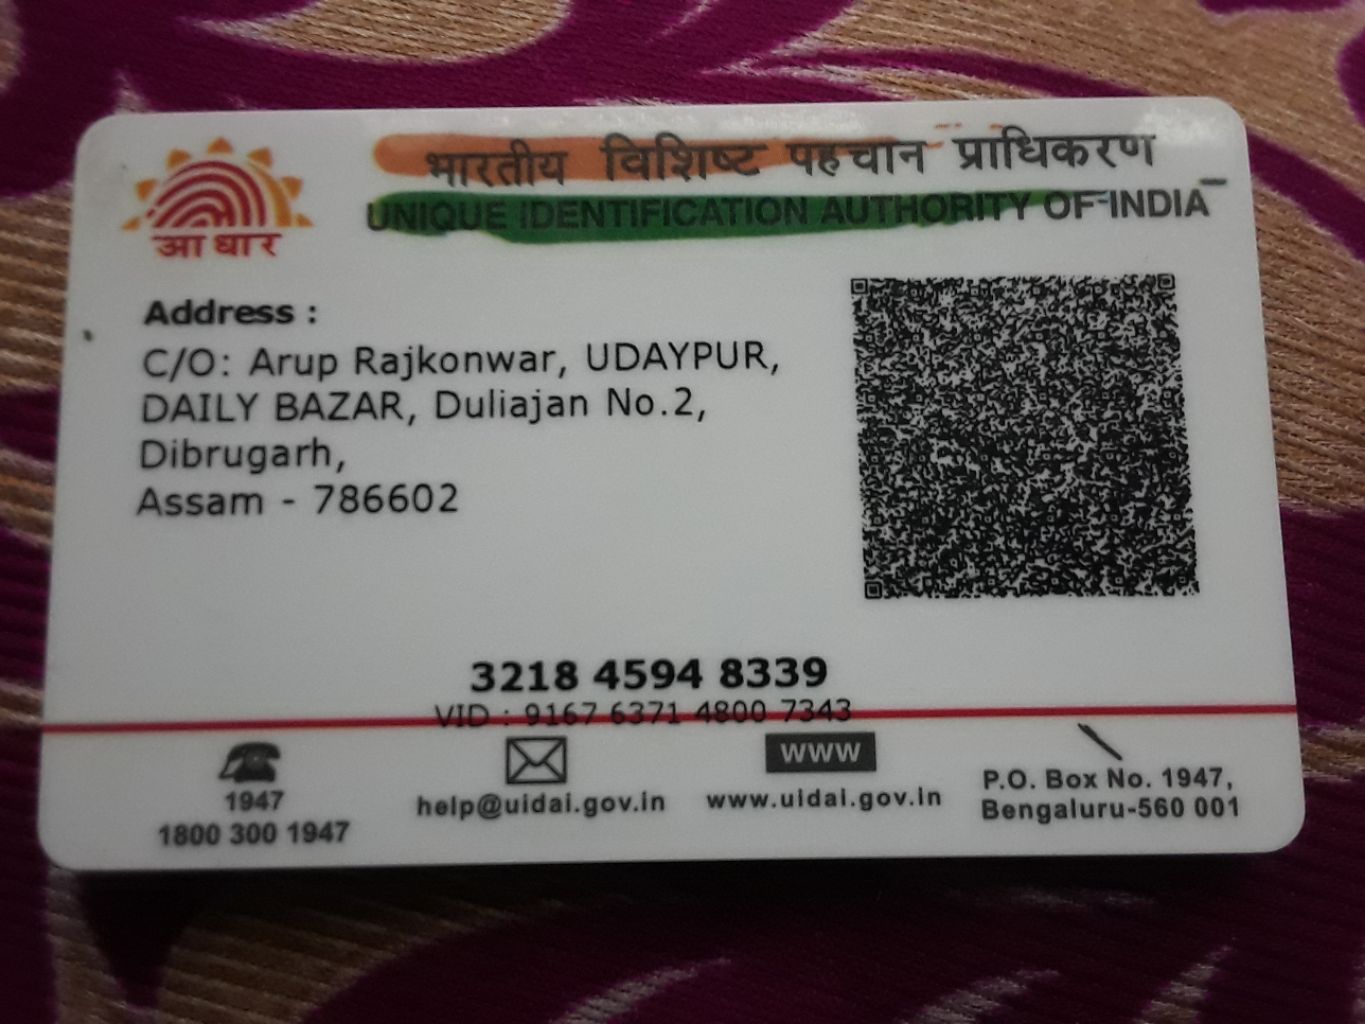 भारतीय विशिष्ट पहचान प्राधिकरण
UNIQUE IDENTIFICATION AUTHORITY OF INDIA
आधार
Address :
C/O: Arup Rajkonwar, UDAYPUR,
DAILY BAZAR, Duliajan No.2,
Dibrugarh,
Assam - 786602
3218 4594 8339
VID : 9167 6371 4800 7343
1947
1800 300 1947
help@uidai.gov.in
www
www.uidai.gov.in
P.O. Box No. 1947,
Bengaluru-560 001